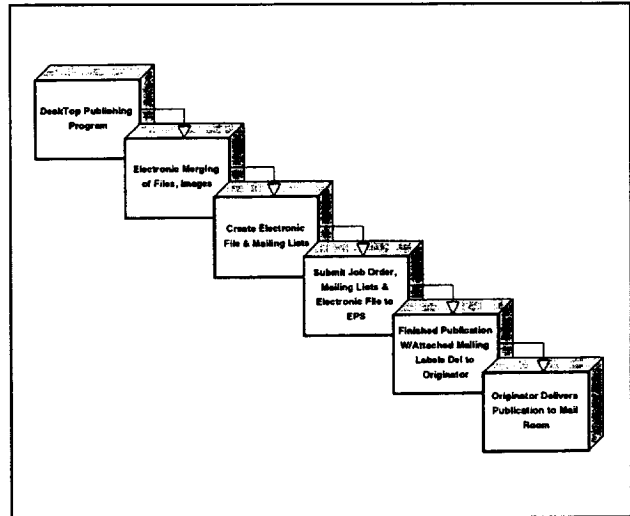 DeskTop Publishing
Program
Electronic Merging
of Files, Images
Create Electronic
File & Mailing Lists
Submit Job Order,
Mailing Lists &
Electronic File to
EPS
Finished Publication
W/Attached Mailing
Labels Del to
Originator
Originator Delivers
Publication to Mail
Room